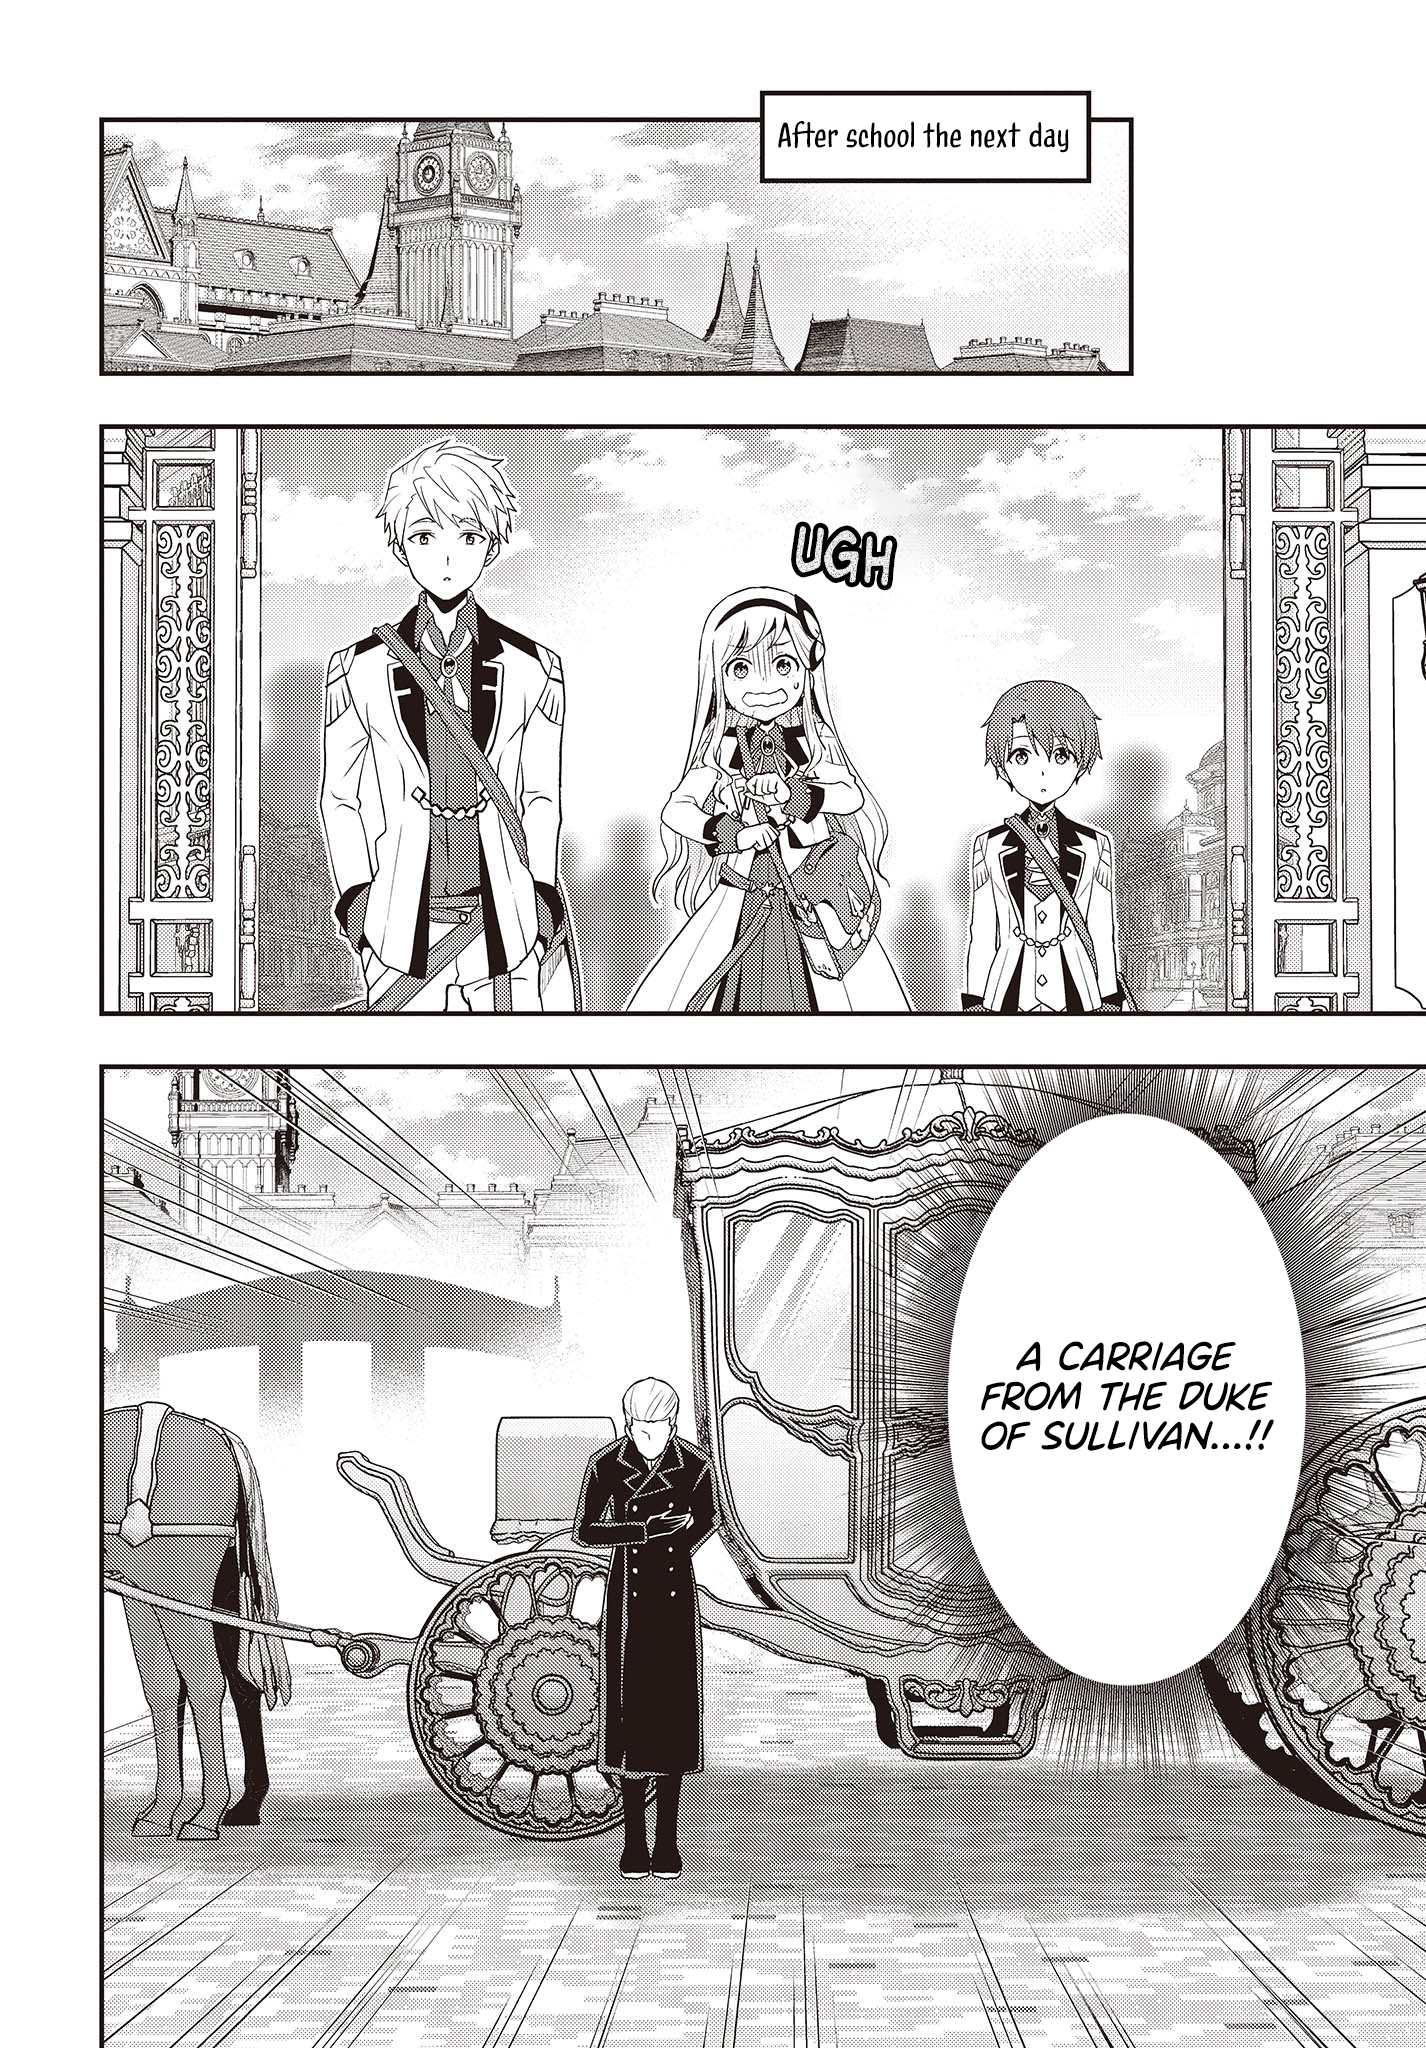 After school the next day
UGH
A CARRIAGE
FROM THE DUKE
OF SULLIVAN...!!